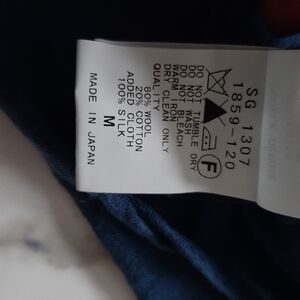 SG 1307
1859-120
F
DO NOT TUMBLE DRY
DO NOT WASH
DO NOT BLEACH
WARM IRON
DRY CLEAN ONLY
QUALITY
80% WOOL
20% COTTON
ADDED CLOTH
100% SILK
M
MADE IN JAPAN